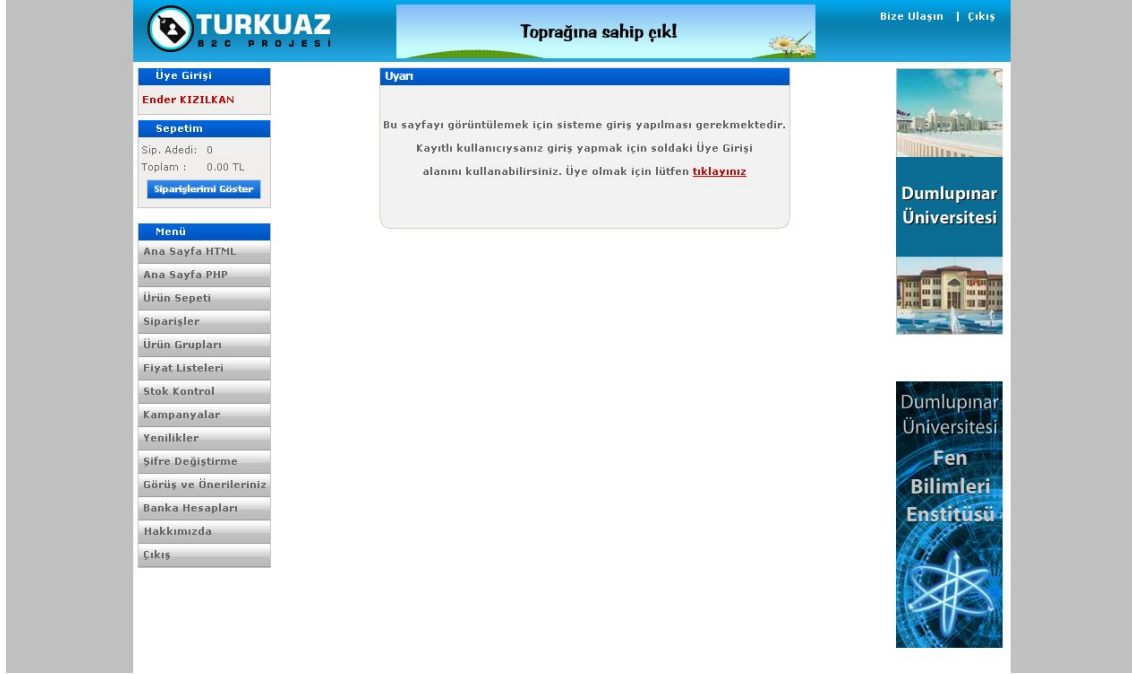 TURKUAZ
B2C PROJESİ
Toprağına sahip çık!
Bize Ulaşın | Çıkış
Üye Girişi
Ender KIZILKAN
Sepetim
Sip. Adedi: 0
Toplam : 0.00 TL
Siparişlerimi Göster
Menü
Ana Sayfa HTML
Ana Sayfa PHP
Ürün Sepeti
Siparişler
Ürün Grupları
Fiyat Listeleri
Stok Kontrol
Kampanyalar
Yenilikler
Şifre Değiştirme
Görüş ve Önerileriniz
Banka Hesapları
Hakkımızda
Çıkış
Uyarı
Bu sayfayı görüntülemek için sisteme giriş yapılması gerekmektedir.
Kayıtlı kullanıcıysanız giriş yapmak için soldaki Üye Girişi
alanını kullanabilirsiniz. Üye olmak için lütfen tıklayınız
Dumlupınar
Üniversitesi
Dumlupınar
Üniversitesi
Fen
Bilimleri
Enstitüsü